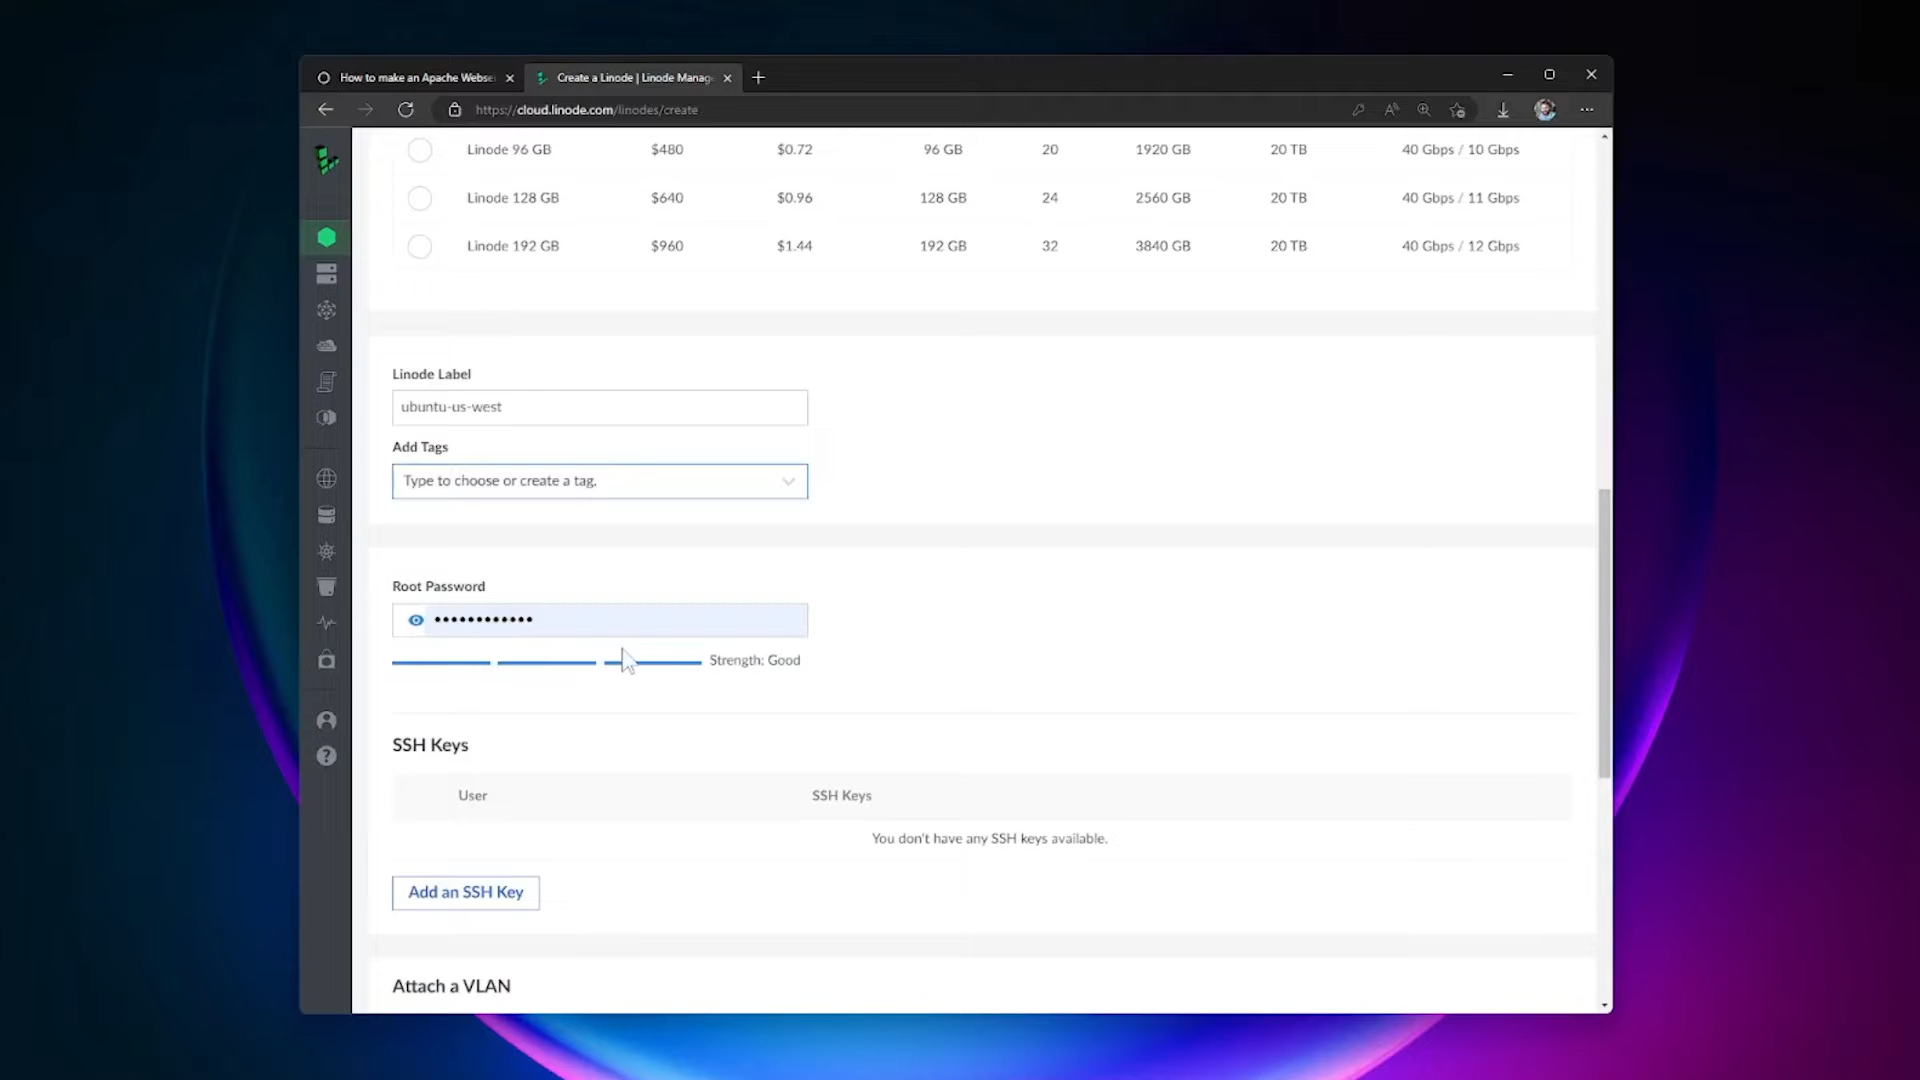 How to make an Apache Webse
Create a Linode | Linode Manag
https://cloud.linode.com/linodes/create
Linode 96 GB $480 $0.72 96 GB 20 1920 GB 20 TB 40 Gbps / 10 Gbps
Linode 128 GB $640 $0.96 128 GB 24 2560 GB 20 TB 40 Gbps / 11 Gbps
Linode 192 GB $960 $1.44 192 GB 32 3840 GB 20 TB 40 Gbps / 12 Gbps
Linode Label
ubuntu-us-west
Add Tags
Type to choose or create a tag.
Root Password
••••••••••••
Strength: Good
SSH Keys
User SSH Keys
You don't have any SSH keys available.
Add an SSH Key
Attach a VLAN